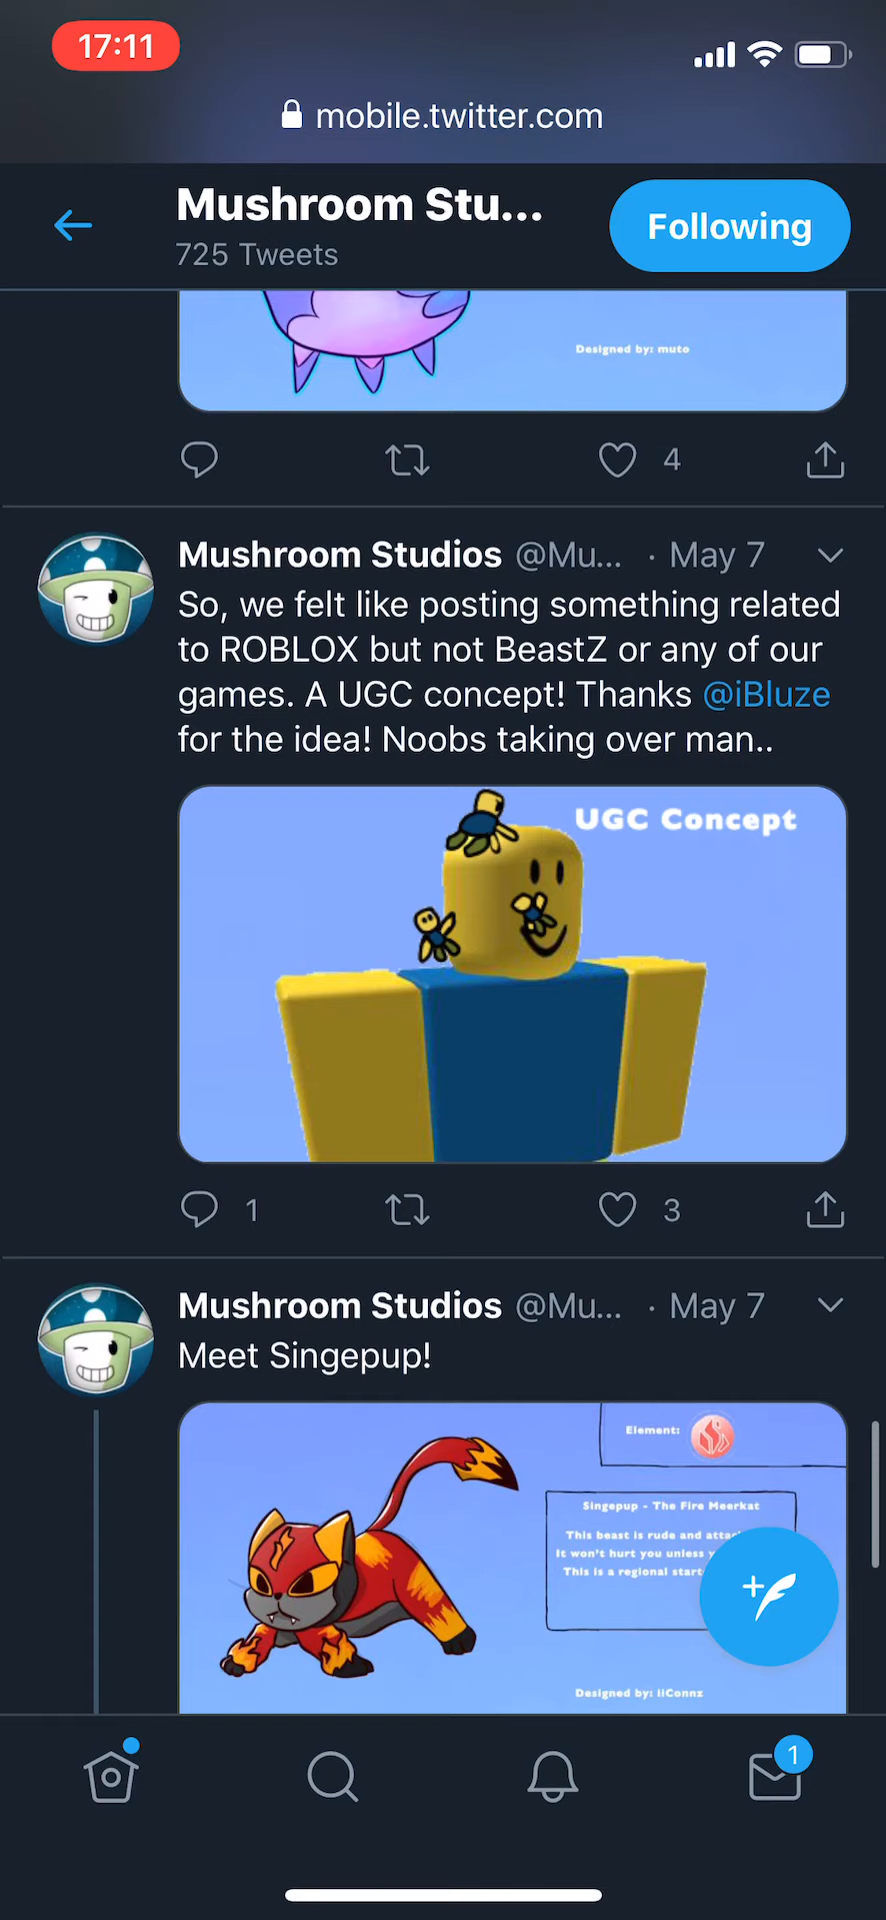 17:11
mobile.twitter.com
Mushroom Stu...
725 Tweets
Following
Designed by: muto
4
Mushroom Studios @Mu... · May 7
So, we felt like posting something related
to ROBLOX but not BeastZ or any of our
games. A UGC concept! Thanks @iBluze
for the idea! Noobs taking over man..
UGC Concept
1
3
Mushroom Studios @Mu... · May 7
Meet Singepup!
Element:
Singepup - The Fire Meerkat
This beast is rude and
It won't hurt you unless
This is a regional
Designed by: iiConnz
1